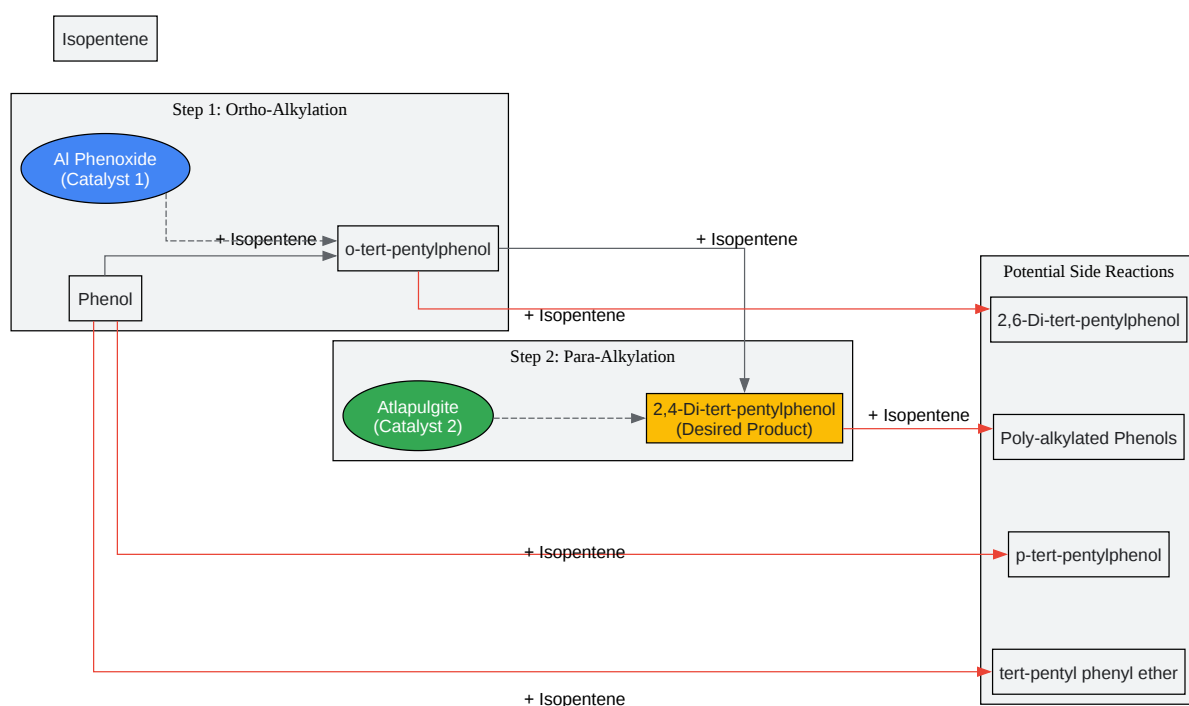 Isopentene
Step 1: Ortho-Alkylation
Al Phenoxide
(Catalyst 1)
+ Isopentene
o-tert-pentylphenol
+ Isopentene
Phenol
+ Isopentene
Potential Side Reactions
2,6-Di-tert-pentylphenol
Step 2: Para-Alkylation
Atlapulgite
(Catalyst 2)
2,4-Di-tert-pentylphenol
(Desired Product)
+ Isopentene
Poly-alkylated Phenols
+ Isopentene
p-tert-pentylphenol
tert-pentyl phenyl ether
+ Isopentene